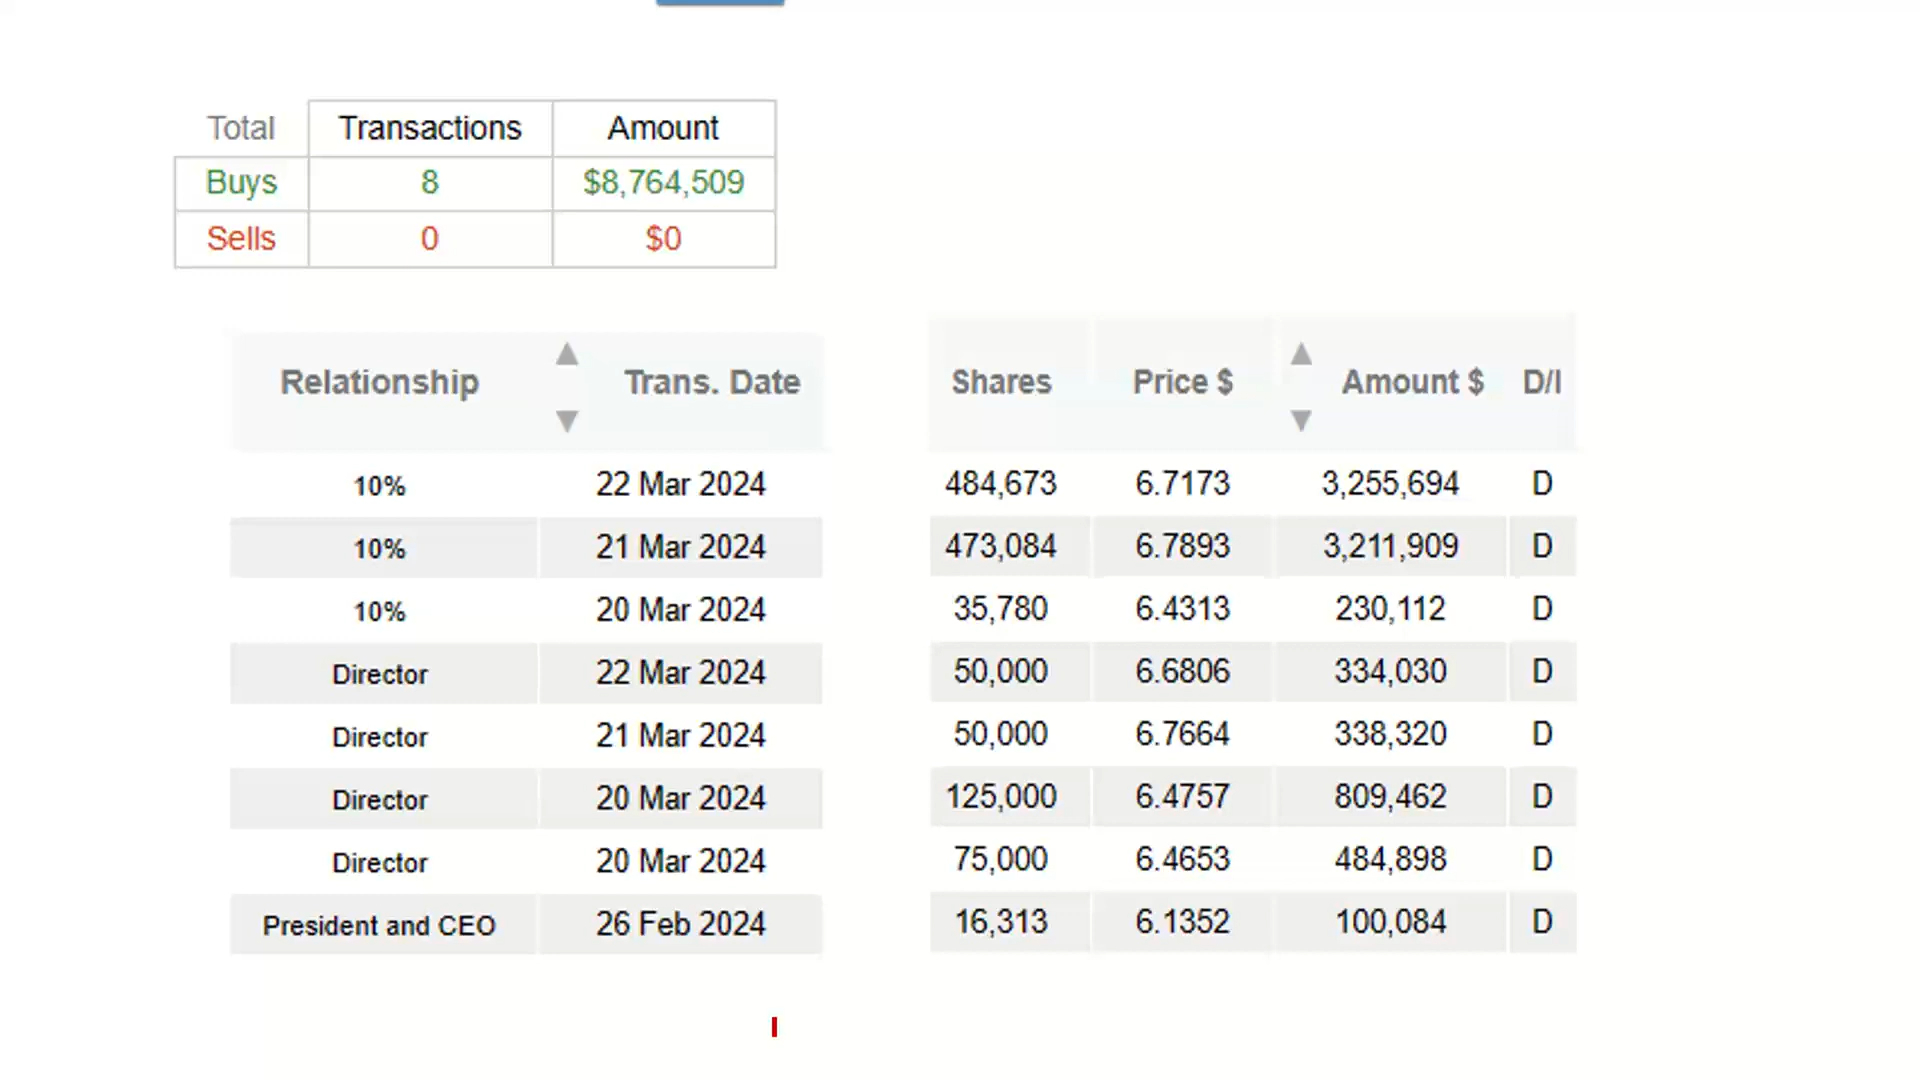 Total Transactions Amount
Buys 8 $8,764,509
Sells 0 $0
Relationship ▲▼ Trans. Date Shares Price $ ▲▼ Amount $ D/I
10% 22 Mar 2024 484,673 6.7173 3,255,694 D
10% 21 Mar 2024 473,084 6.7893 3,211,909 D
10% 20 Mar 2024 35,780 6.4313 230,112 D
Director 22 Mar 2024 50,000 6.6806 334,030 D
Director 21 Mar 2024 50,000 6.7664 338,320 D
Director 20 Mar 2024 125,000 6.4757 809,462 D
Director 20 Mar 2024 75,000 6.4653 484,898 D
President and CEO 26 Feb 2024 16,313 6.1352 100,084 D